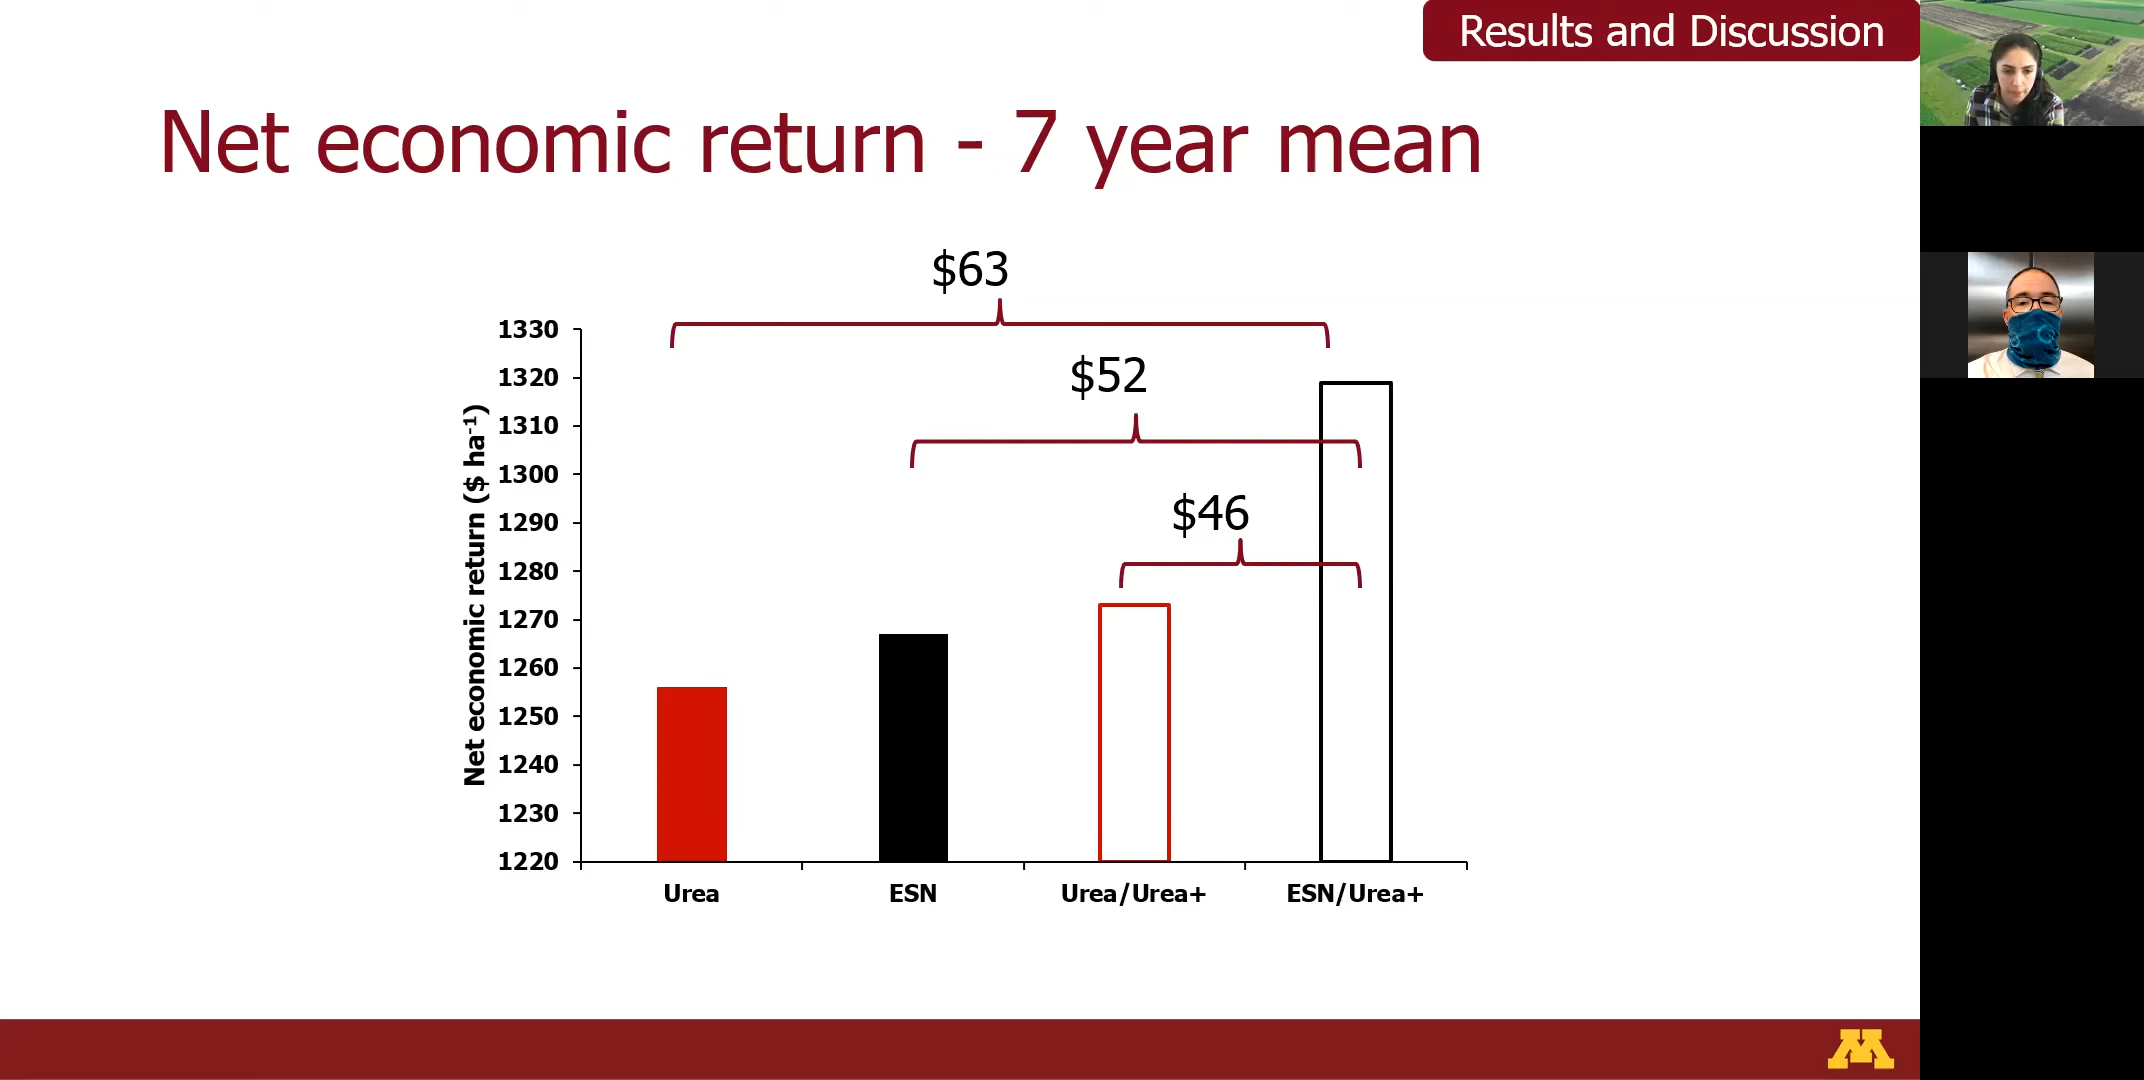 Results and Discussion
Net economic return - 7 year mean
$63
$52
$46
Net economic return ($ ha-1)
1330
1320
1310
1300
1290
1280
1270
1260
1250
1240
1230
1220
Urea
ESN
Urea/Urea+
ESN/Urea+
M